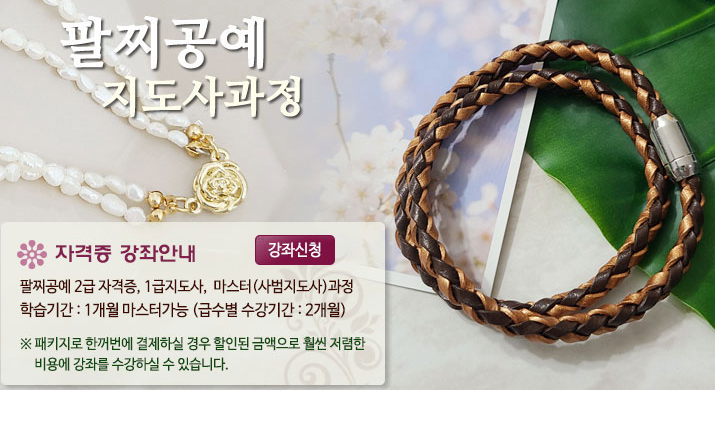 팔찌공예
지도사과정
자격증 강좌안내
강좌신청
팔찌공예 2급 자격증, 1급지도사, 마스터(사범지도사)과정
학습기간 : 1개월 마스터가능 (급수별 수강기간 : 2개월)
※ 패키지로 한꺼번에 결제하실 경우 할인된 금액으로 훨씬 저렴한
비용에 강좌를 수강하실 수 있습니다.